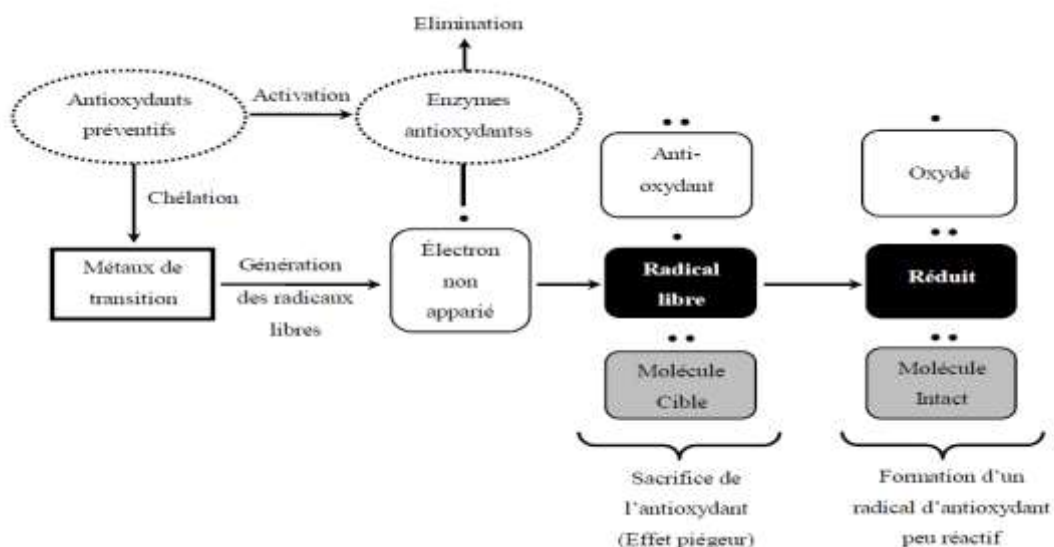 Elimination
Antioxydants
préventifs
Activation
Enzymes
antioxydantss
Chélation
Métaux de
transition
Génération
des radicaux
libres
Électron
non
apparié
Anti-
oxydant
Radical
libre
Molécule
Cible
Oxydé
Réduit
Molécule
Intact
Sacrifice de
l'antioxydant
(Effet piégeur)
Formation d'un
radical d'antioxydant
peu réactif